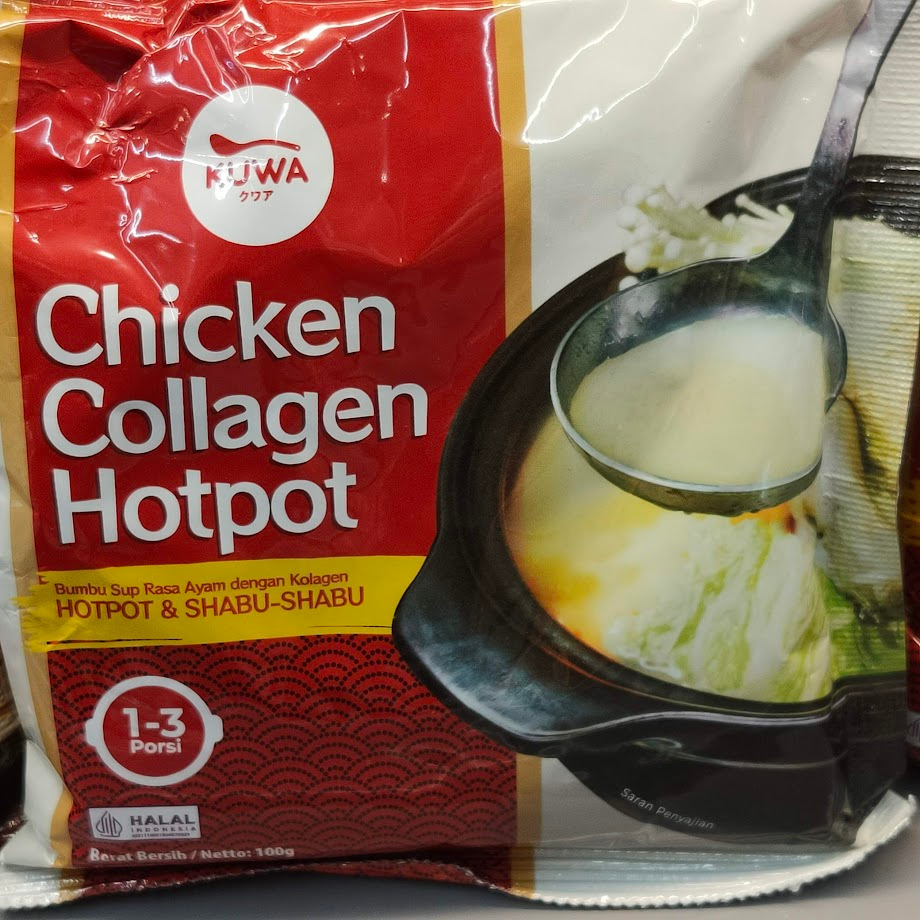 KUWA
クワア
Chicken
Collagen
Hotpot
Bumbu Sup Rasa Ayam dengan Kolagen
HOTPOT & SHABU-SHABU
1-3
Porsi
HALAL
INDONESIA
Berat Bersih / Netto: 100g
Saran Penyajian